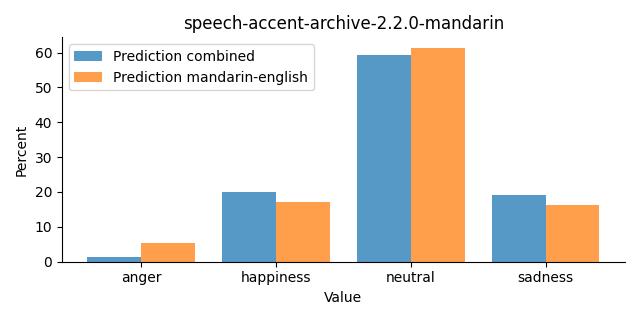 speech-accent-archive-2.2.0-mandarin
Prediction combined
Prediction mandarin-english
Percent
60
50
40
30
20
10
0
anger happiness neutral sadness
Value